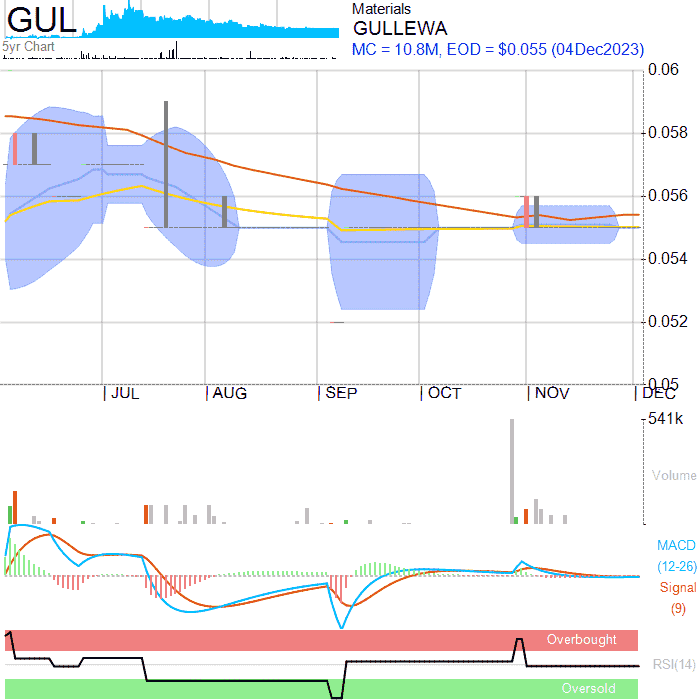 GUL
Materials
GULLEWA
5yr Chart
MC = 10.8M, EOD = $0.055 (04Dec2023)
0.06
0.058
0.056
0.054
0.052
0.05
JUL AUG SEP OCT NOV DEC
541k
Volume
MACD
(12-26)
Signal
(9)
Overbought
RSI(14)
Oversold